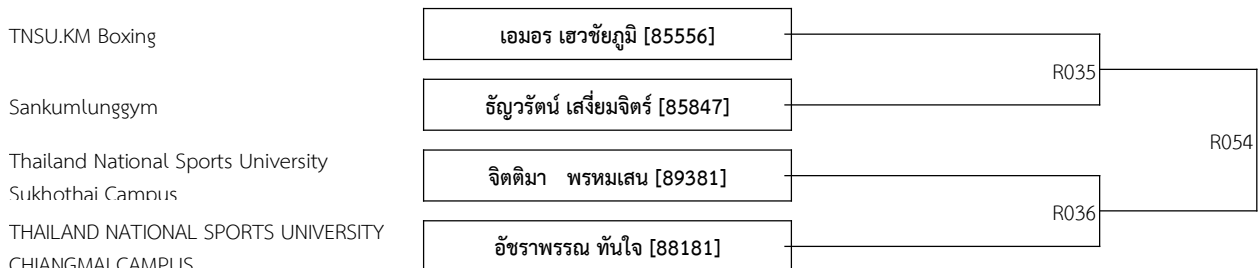 TNSU.KM Boxing
เอมอร เฮวชัยภูมิ [85556]
R035
Sankumlunggym
ธัญวรัตน์ เสงี่ยมจิตร์ [85847]
R054
Thailand National Sports University
Sukhothai Campus
จิตติมา พรหมเสน [89381]
R036
THAILAND NATIONAL SPORTS UNIVERSITY
CHIANGMAI CAMPUS
อัชราพรรณ ทันใจ [88181]